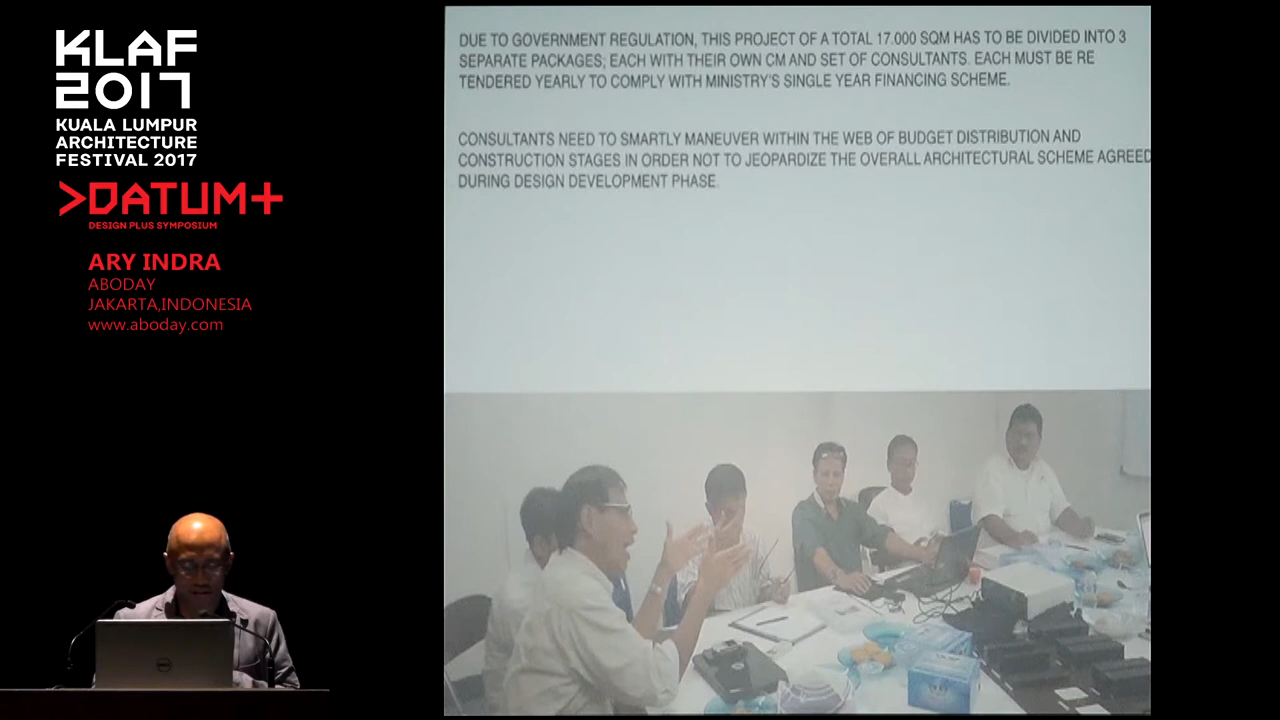 KLAF
2017
KUALA LUMPUR
ARCHITECTURE
FESTIVAL 2017
>DATUM+
DESIGN PLUS SYMPOSIUM
ARY INDRA
ABODAY
JAKARTA,INDONESIA
www.aboday.com
DUE TO GOVERNMENT REGULATION, THIS PROJECT OF A TOTAL 17.000 SQM HAS TO BE DIVIDED INTO 3
SEPARATE PACKAGES; EACH WITH THEIR OWN CM AND SET OF CONSULTANTS. EACH MUST BE RE
TENDERED YEARLY TO COMPLY WITH MINISTRY'S SINGLE YEAR FINANCING SCHEME.
CONSULTANTS NEED TO SMARTLY MANEUVER WITHIN THE WEB OF BUDGET DISTRIBUTION AND
CONSTRUCTION STAGES IN ORDER NOT TO JEOPARDIZE THE OVERALL ARCHITECTURAL SCHEME AGREED
DURING DESIGN DEVELOPMENT PHASE.
DELL